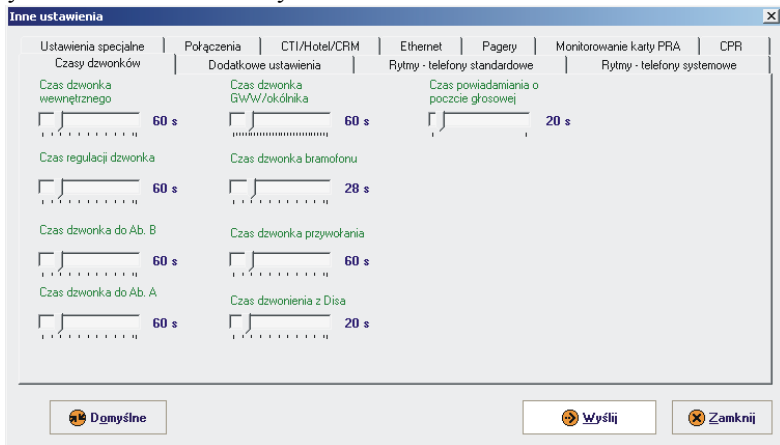 Inne ustawienia
Ustawienia specjalne
Połączenia
CTI/Hotel/CRM
Ethernet
Pagery
Monitorowanie karty PRA
CPR
Czasy dzwonków
Dodatkowe ustawienia
Rytmy - telefony standardowe
Rytmy - telefony systemowe
Czas dzwonka
wewnętrznego
60 s
Czas dzwonka
GWW/okólnika
60 s
Czas powiadamiania o
poczcie głosowej
20 s
Czas regulacji dzwonka
60 s
Czas dzwonka bramofonu
28 s
Czas dzwonka do Ab. B
60 s
Czas dzwonka przywołania
60 s
Czas dzwonka do Ab. A
60 s
Czas dzwonienia z Disa
20 s
Domyślne
Wyślij
Zamknij